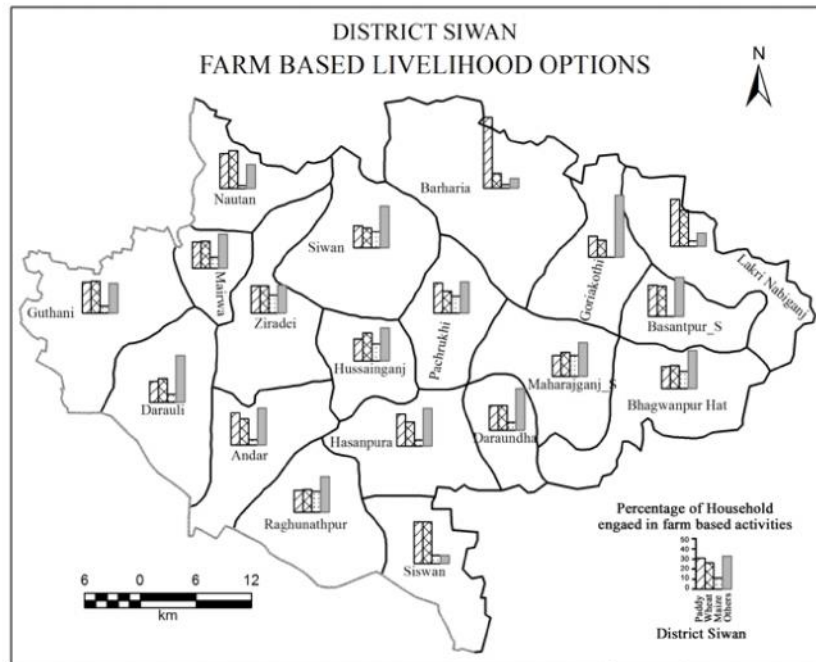 DISTRICT SIWAN
FARM BASED LIVELIHOOD OPTIONS
N
Nautan
Barharia
Siwan
Mairwa
Guthani
Ziradei
Goriakothi
Lakri Nabiganj
Basantpur_S
Pachrukhi
Hussainganj
Maharajganj_S
Bhagwanpur Hat
Darauli
Andar
Hasanpura
Daraundha
Raghunathpur
Siswan
Percentage of Household
engaed in farm based activities
50
40
30
20
10
0
Paddy
Wheat
Maize
Others
District Siwan
6 0 6 12
km